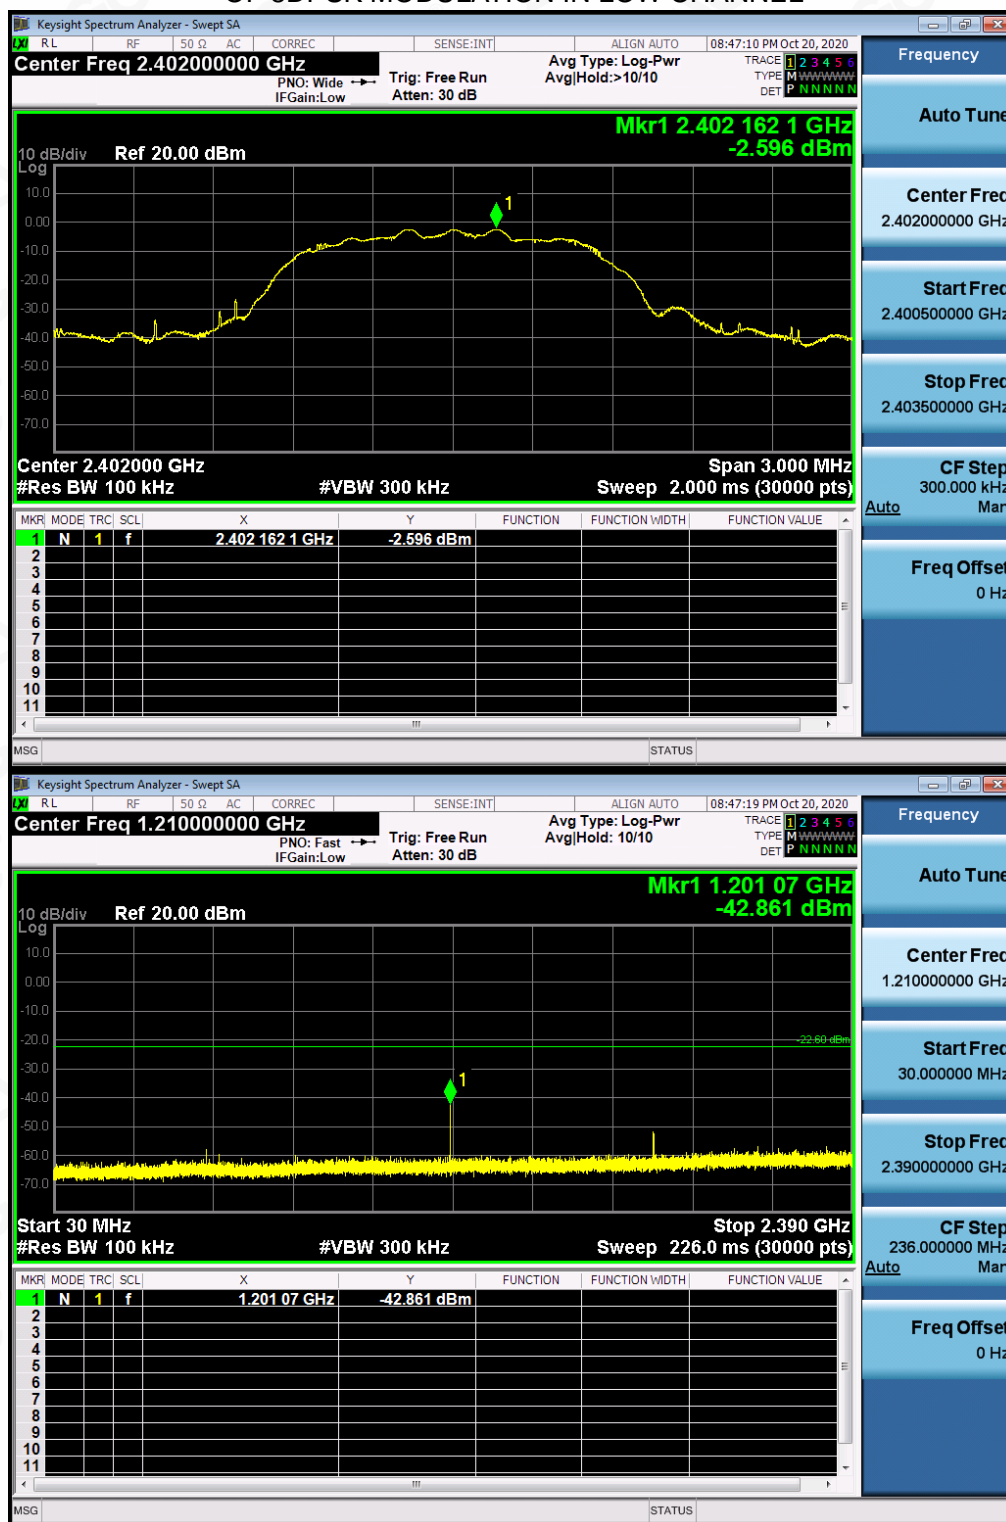 OF 8DPSK MODULATION IN LOW CHANNEL
Keysight Spectrum Analyzer - Swept SA
LXI RL RF 50 Ω AC CORREC SENSE:INT ALIGN AUTO 08:47:10 PM Oct 20, 2020
Center Freq 2.402000000 GHz
PNO: Wide
IFGain:Low
Trig: Free Run
Atten: 30 dB
Avg Type: Log-Pwr
Avg|Hold:>10/10
TRACE 1 2 3 4 5 6
TYPE M WWWWW
DET P N N N N N
Mkr1 2.402 162 1 GHz
-2.596 dBm
10 dB/div Ref 20.00 dBm
Log
10.0
0.00
-10.0
-20.0
-30.0
-40.0
-50.0
-60.0
-70.0
1
Center 2.402000 GHz Span 3.000 MHz
#Res BW 100 kHz #VBW 300 kHz Sweep 2.000 ms (30000 pts)
MKR MODE TRC SCL X Y FUNCTION FUNCTION WIDTH FUNCTION VALUE
1 N 1 f 2.402 162 1 GHz -2.596 dBm
2
3
4
5
6
7
8
9
10
11
MSG STATUS
Frequency
Auto Tune
Center Freq
2.402000000 GHz
Start Freq
2.400500000 GHz
Stop Freq
2.403500000 GHz
CF Step
300.000 kHz
Auto Man
Freq Offset
0 Hz
Keysight Spectrum Analyzer - Swept SA
LXI RL RF 50 Ω AC CORREC SENSE:INT ALIGN AUTO 08:47:19 PM Oct 20, 2020
Center Freq 1.210000000 GHz
PNO: Fast
IFGain:Low
Trig: Free Run
Atten: 30 dB
Avg Type: Log-Pwr
Avg|Hold: 10/10
TRACE 1 2 3 4 5 6
TYPE M WWWWW
DET P N N N N N
Mkr1 1.201 07 GHz
-42.861 dBm
10 dB/div Ref 20.00 dBm
Log
10.0
0.00
-10.0
-20.0
-30.0
-40.0
-50.0
-60.0
-70.0
-22.60 dBm
1
Start 30 MHz Stop 2.390 GHz
#Res BW 100 kHz #VBW 300 kHz Sweep 226.0 ms (30000 pts)
MKR MODE TRC SCL X Y FUNCTION FUNCTION WIDTH FUNCTION VALUE
1 N 1 f 1.201 07 GHz -42.861 dBm
2
3
4
5
6
7
8
9
10
11
MSG STATUS
Frequency
Auto Tune
Center Freq
1.210000000 GHz
Start Freq
30.000000 MHz
Stop Freq
2.390000000 GHz
CF Step
236.000000 MHz
Auto Man
Freq Offset
0 Hz